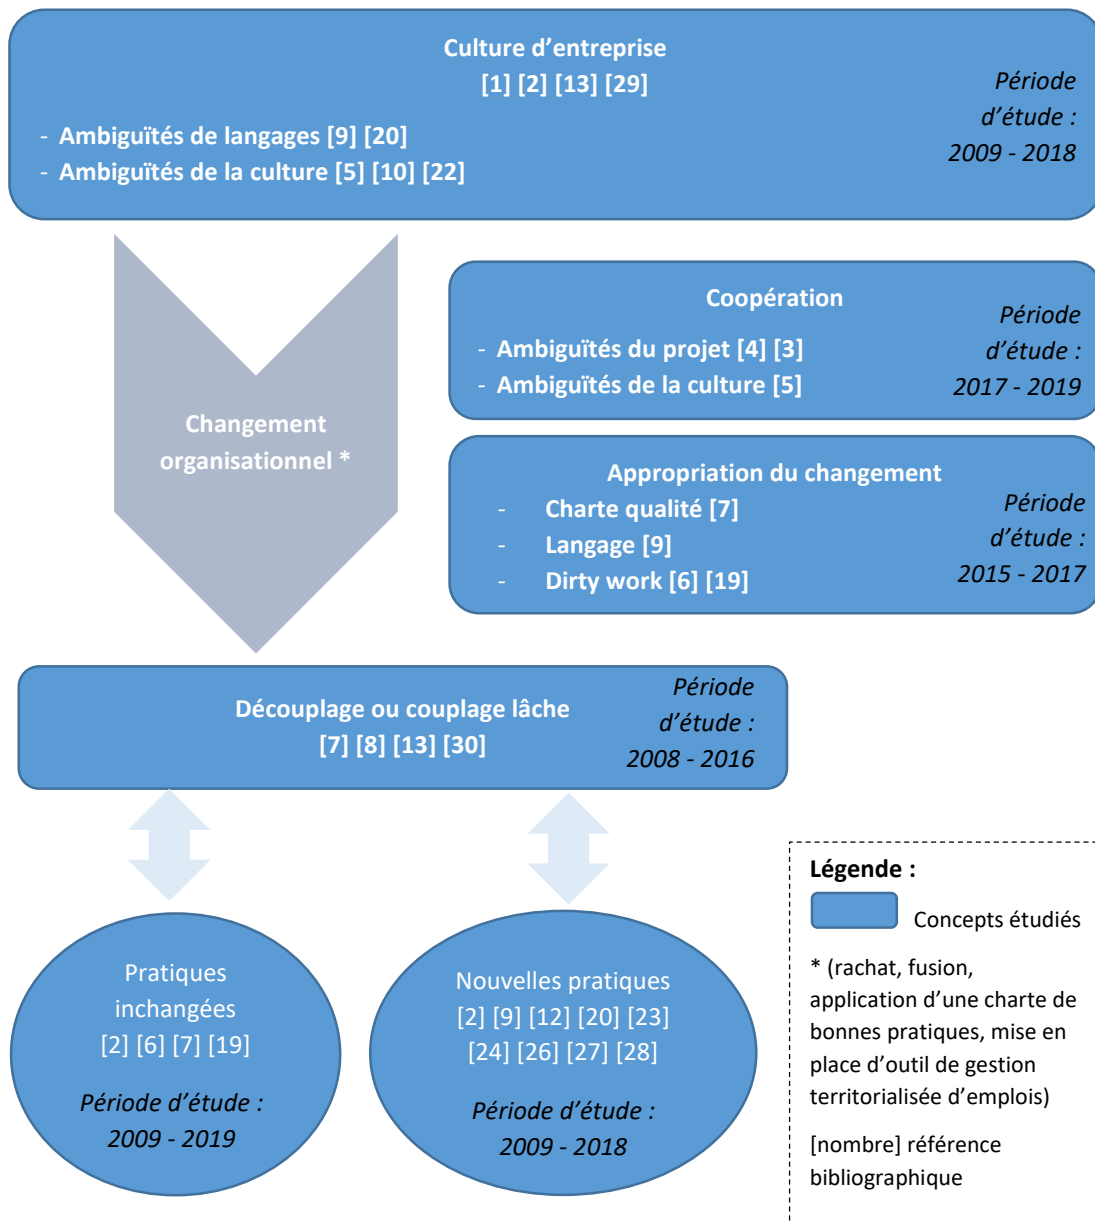 Culture d’entreprise
[1] [2] [13] [29]
- Ambiguïtés de langages [9] [20]
- Ambiguïtés de la culture [5] [10] [22]
Période
d’étude :
2009 - 2018
Coopération
- Ambiguïtés du projet [4] [3]
- Ambiguïtés de la culture [5]
Période
d’étude :
2017 - 2019
Changement
organisationnel *
Appropriation du changement
- Charte qualité [7]
- Langage [9]
- Dirty work [6] [19]
Période
d’étude :
2015 - 2017
Découplage ou couplage lâche
[7] [8] [13] [30]
Période
d’étude :
2008 - 2016
Pratiques
inchangées
[2] [6] [7] [19]
Période d’étude :
2009 - 2019
Nouvelles pratiques
[2] [9] [12] [20] [23]
[24] [26] [27] [28]
Période d’étude :
2009 - 2018
Légende :
Concepts étudiés
* (rachat, fusion,
application d’une charte de
bonnes pratiques, mise en
place d’outil de gestion
territorialisée d’emplois)
[nombre] référence
bibliographique